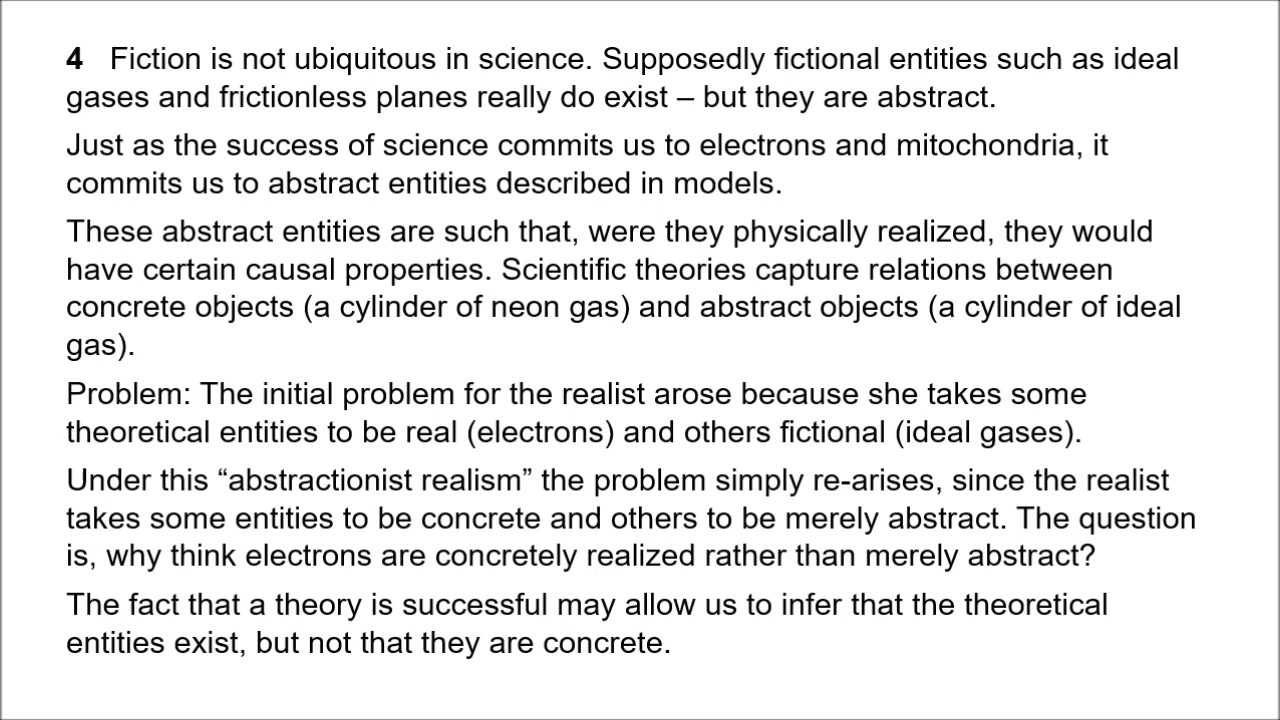 4 Fiction is not ubiquitous in science. Supposedly fictional entities such as ideal
gases and frictionless planes really do exist – but they are abstract.
Just as the success of science commits us to electrons and mitochondria, it
commits us to abstract entities described in models.
These abstract entities are such that, were they physically realized, they would
have certain causal properties. Scientific theories capture relations between
concrete objects (a cylinder of neon gas) and abstract objects (a cylinder of ideal
gas).
Problem: The initial problem for the realist arose because she takes some
theoretical entities to be real (electrons) and others fictional (ideal gases).
Under this “abstractionist realism” the problem simply re-arises, since the realist
takes some entities to be concrete and others to be merely abstract. The question
is, why think electrons are concretely realized rather than merely abstract?
The fact that a theory is successful may allow us to infer that the theoretical
entities exist, but not that they are concrete.